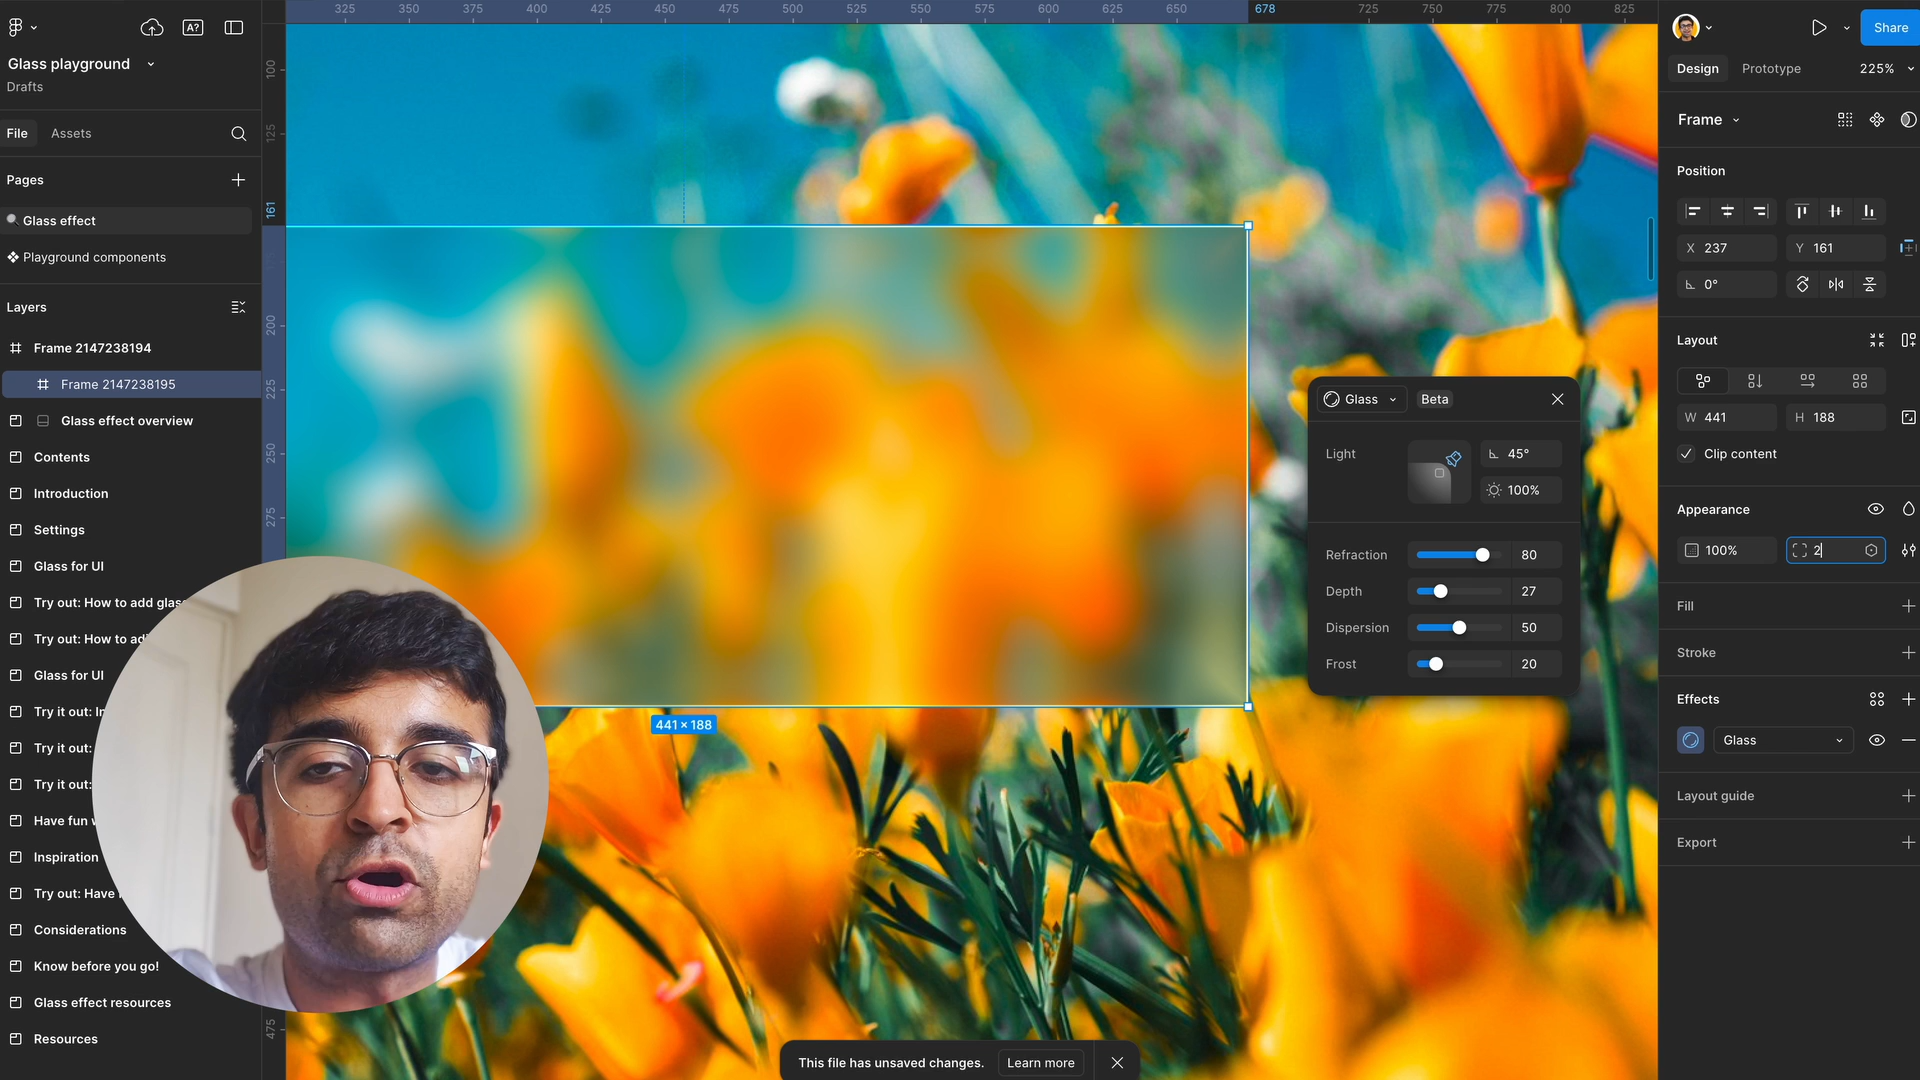 325 350 375 400 425 450 475 500 525 550 575 600 625 650 678 725 750 775 800 825
A?
Share
Glass playground
Drafts
Design Prototype 225%
File Assets
Frame
Pages
Glass effect
Playground components
Layers
Frame 2147238194
Frame 2147238195
Glass effect overview
Contents
Introduction
Settings
Glass for UI
Try out: How to add glas
Try out: How to ad
Glass for UI
Try it out: In
Try it out:
Try it out:
Have fun w
Inspiration
Try out: Have
Considerations
Know before you go!
Glass effect resources
Resources
100
125
161
200
225
250
275
475
441 × 188
Glass Beta
Light 45°
100%
Refraction 80
Depth 27
Dispersion 50
Frost 20
Position
X 237 Y 161
0°
Layout
W 441 H 188
Clip content
Appearance
100% 2
Fill
Stroke
Effects
Glass
Layout guide
Export
This file has unsaved changes. Learn more